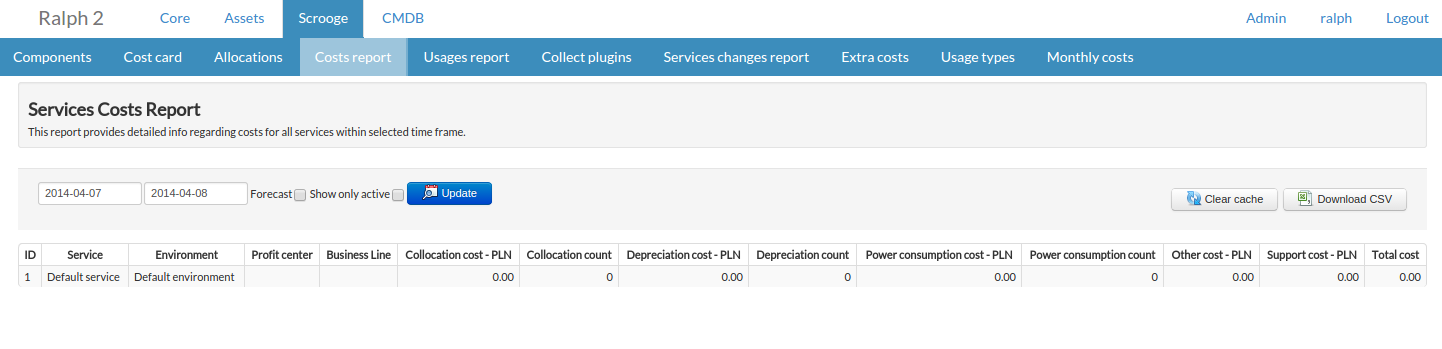 Ralph 2 Core Assets Scrooge CMDB Admin ralph Logout
Components Cost card Allocations Costs report Usages report Collect plugins Services changes report Extra costs Usage types Monthly costs
Services Costs Report
This report provides detailed info regarding costs for all services within selected time frame.
2014-04-07 2014-04-08 Forecast Show only active Update Clear cache Download CSV
ID Service Environment Profit center Business Line Collocation cost - PLN Collocation count Depreciation cost - PLN Depreciation count Power consumption cost - PLN Power consumption count Other cost - PLN Support cost - PLN Total cost
1 Default service Default environment 0.00 0 0.00 0 0.00 0 0.00 0.00 0.00